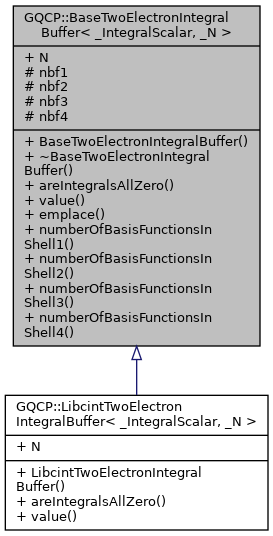 GQCP::BaseTwoElectronIntegral
Buffer< _IntegralScalar, _N >
+ N
# nbf1
# nbf2
# nbf3
# nbf4
+ BaseTwoElectronIntegralBuffer()
+ ~BaseTwoElectronIntegral
Buffer()
+ areIntegralsAllZero()
+ value()
+ emplace()
+ numberOfBasisFunctionsIn
Shell1()
+ numberOfBasisFunctionsIn
Shell2()
+ numberOfBasisFunctionsIn
Shell3()
+ numberOfBasisFunctionsIn
Shell4()
GQCP::LibcintTwoElectron
IntegralBuffer< _IntegralScalar, _N >
+ N
+ LibcintTwoElectronIntegral
Buffer()
+ areIntegralsAllZero()
+ value()